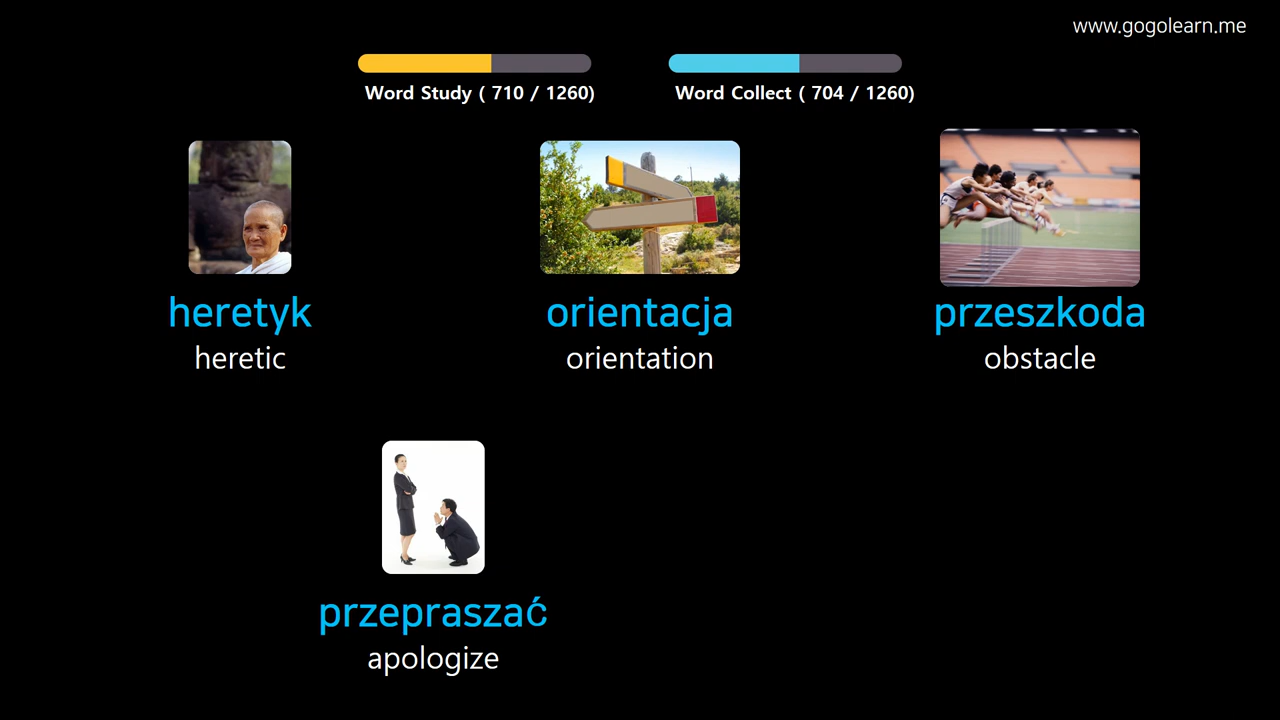 www.gogolearn.me
Word Study ( 710 / 1260)
Word Collect ( 704 / 1260)
heretyk
heretic
orientacja
orientation
przeszkoda
obstacle
przepraszać
apologize